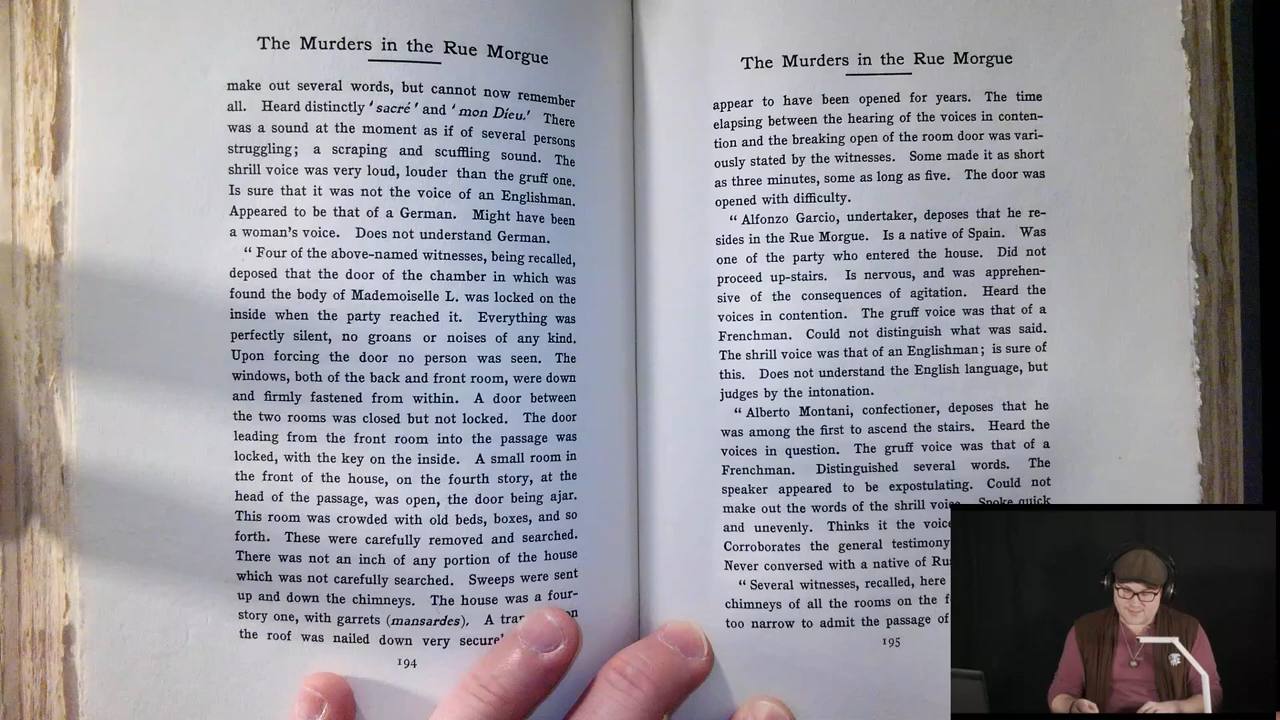 The Murders in the Rue Morgue
make out several words, but cannot now remember
all. Heard distinctly ' sacré ' and ' mon Dieu.' There
was a sound at the moment as if of several persons
struggling; a scraping and scuffling sound. The
shrill voice was very loud, louder than the gruff one.
Is sure that it was not the voice of an Englishman.
Appeared to be that of a German. Might have been
a woman's voice. Does not understand German.
" Four of the above-named witnesses, being recalled,
deposed that the door of the chamber in which was
found the body of Mademoiselle L. was locked on the
inside when the party reached it. Everything was
perfectly silent, no groans or noises of any kind.
Upon forcing the door no person was seen. The
windows, both of the back and front room, were down
and firmly fastened from within. A door between
the two rooms was closed but not locked. The door
leading from the front room into the passage was
locked, with the key on the inside. A small room in
the front of the house, on the fourth story, at the
head of the passage, was open, the door being ajar.
This room was crowded with old beds, boxes, and so
forth. These were carefully removed and searched.
There was not an inch of any portion of the house
which was not carefully searched. Sweeps were sent
up and down the chimneys. The house was a four-
story one, with garrets (mansardes). A
the roof was nailed down very
194
The Murders in the Rue Morgue
appear to have been opened for years. The time
elapsing between the hearing of the voices in conten-
tion and the breaking open of the room door was vari-
ously stated by the witnesses. Some made it as short
as three minutes, some as long as five. The door was
opened with difficulty.
" Alfonzo Garcio, undertaker, deposes that he re-
sides in the Rue Morgue. Is a native of Spain. Was
one of the party who entered the house. Did not
proceed up-stairs. Is nervous, and was apprehen-
sive of the consequences of agitation. Heard the
voices in contention. The gruff voice was that of a
Frenchman. Could not distinguish what was said.
The shrill voice was that of an Englishman; is sure of
this. Does not understand the English language, but
judges by the intonation.
" Alberto Montani, confectioner, deposes that he
was among the first to ascend the stairs. Heard the
voices in question. The gruff voice was that of a
Frenchman. Distinguished several words. The
speaker appeared to be expostulating. Could not
make out the words of the shrill voice. Spoke quick
and unevenly. Thinks it the voice
Corroborates the general testimony
Never conversed with a native of
" Several witnesses, recalled, here
chimneys of all the rooms on the
too narrow to admit the passage of
195